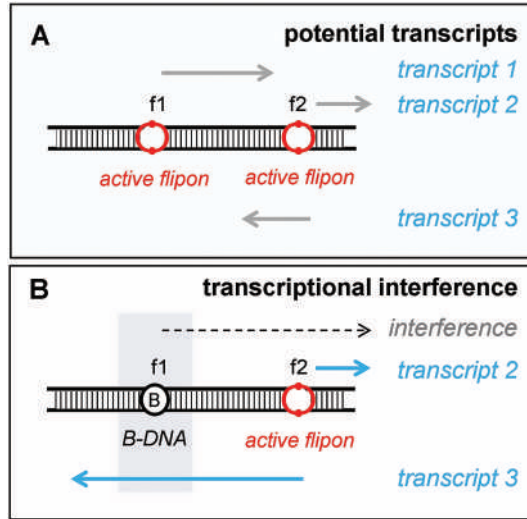 A
potential transcripts
transcript 1
f1
f2
transcript 2
active flipon
active flipon
transcript 3
B
transcriptional interference
interference
f1
f2
transcript 2
B
B-DNA
active flipon
transcript 3